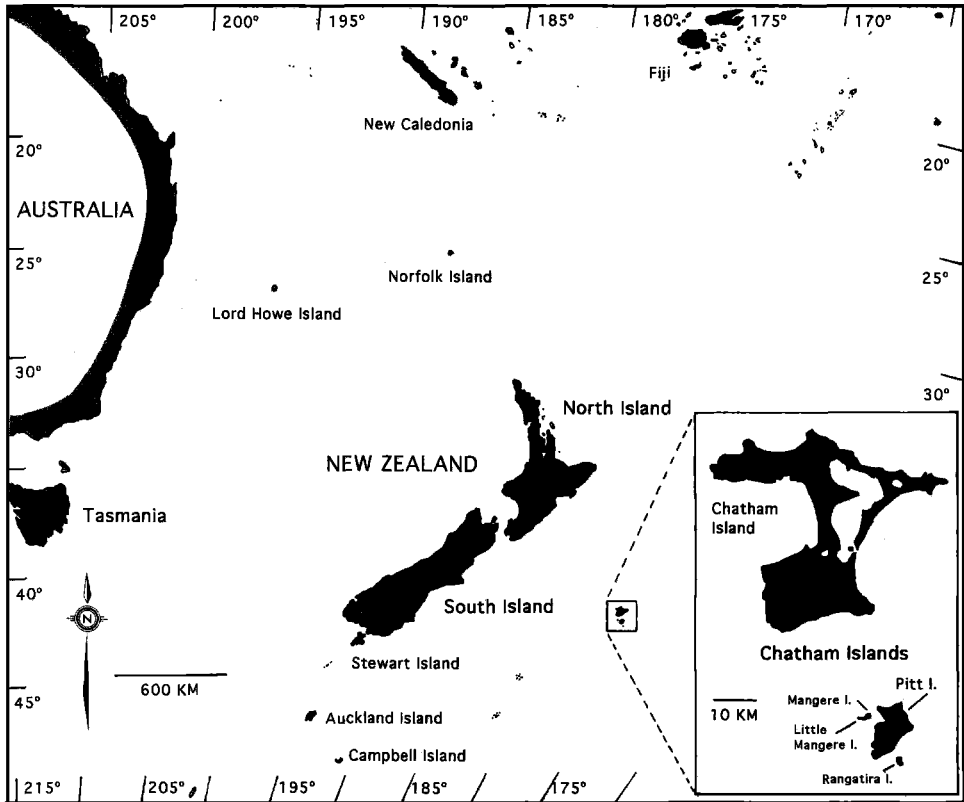 205°
200°
195°
190°
185°
180°
175°
170°
Fiji
New Caledonia
20°
20°
AUSTRALIA
25°
Norfolk Island
25°
Lord Howe Island
30°
30°
North Island
NEW ZEALAND
Chatham
Island
Tasmania
40°
N
South Island
Chatham Islands
Stewart Island
600 KM
45°
Pitt I.
Mangere I.
10 KM
Little
Mangere I.
Auckland Island
Campbell Island
Rangatira I.
215°
205°
195°
185°
175°